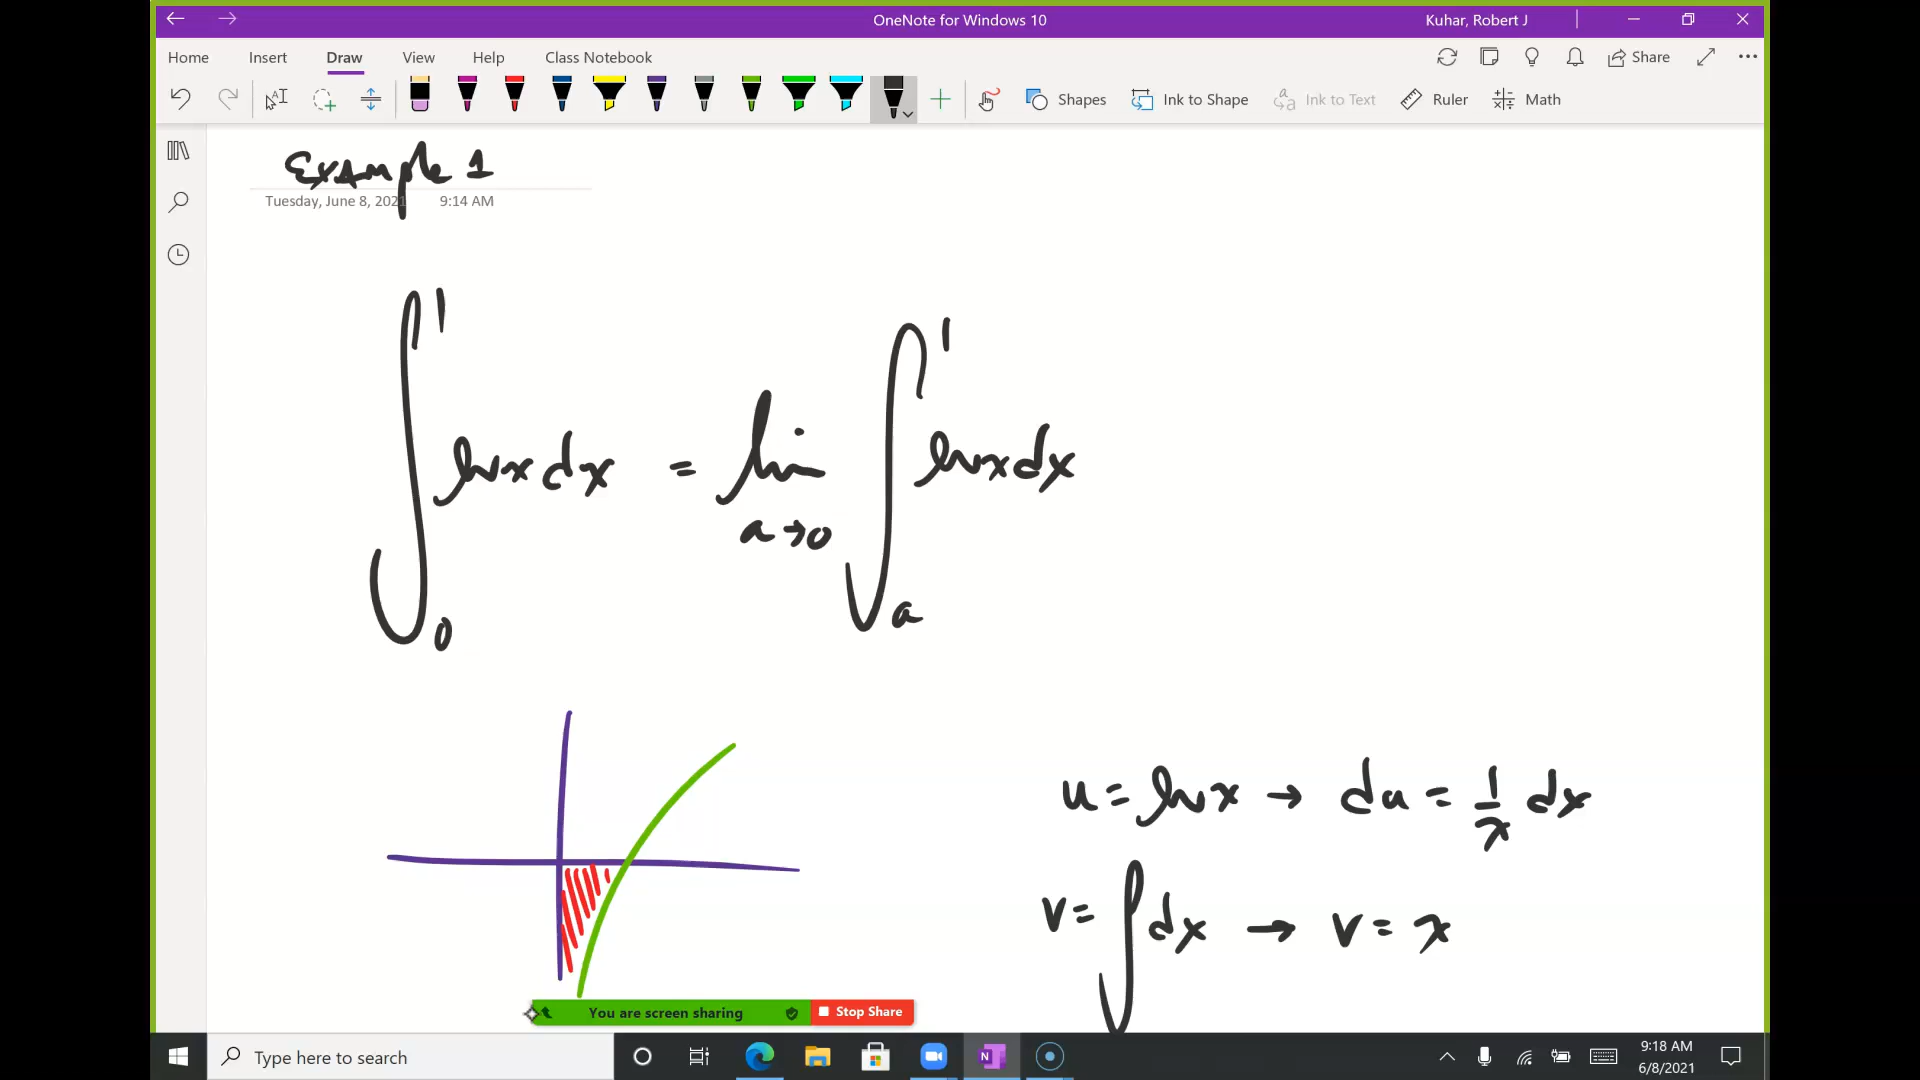 OneNote for Windows 10
Kuhar, Robert J
Home Insert Draw View Help Class Notebook Share
Shapes Ink to Shape Ink to Text Ruler Math
Example 1
Tuesday, June 8, 2021 9:14 AM
∫₀¹ ln x dx = lim a→0 ∫ₐ¹ ln x dx
u = ln x → du = 1/x dx
v = ∫ dx → v = x
You are screen sharing Stop Share
Type here to search
9:18 AM
6/8/2021